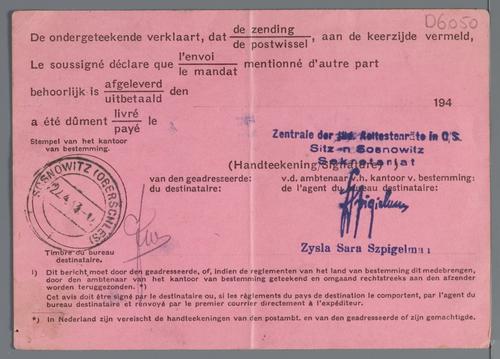 D6050
De ondergeteekende verklaart, dat de zending / de postwissel, aan de keerzijde vermeld,
Le soussigné déclare que l'envoi / le mandat mentionné d'autre part
behoorlijk is afgeleverd / uitbetaald den
194
a été dûment livré / payé le
Stempel van het kantoor van bestemming.
Zentrale der jüd. Aeltestenräte in O/S.
Sitz in Sosnowitz
Sekretariat
(Handteekening/Signature)
van den geadresseerde:
du destinataire:
v.d. ambtenaar v.h. kantoor v. bestemming:
de l'agent du bureau destinataire:
SOSNOWITZ (OBERSCHLES)
Szpigelman
Zysla Sara Szpigelman
Timbre du bureau destinataire.
¹) Dit bericht moet door den geadresseerde, of, indien de reglementen van het land van bestemming dit medebrengen,
door den ambtenaar van het kantoor van bestemming geteekend en omgaand rechtstreeks aan den afzender
worden teruggezonden. *)
Cet avis doit être signé par le destinataire ou, si les règlements du pays de destination le comportent, par l'agent du
bureau destinataire et renvoyé par le premier courrier directement à l'expéditeur.
*) In Nederland zijn vereischt de handteekeningen van den postambt. en van den geadresseerde of zijn gemachtigde.